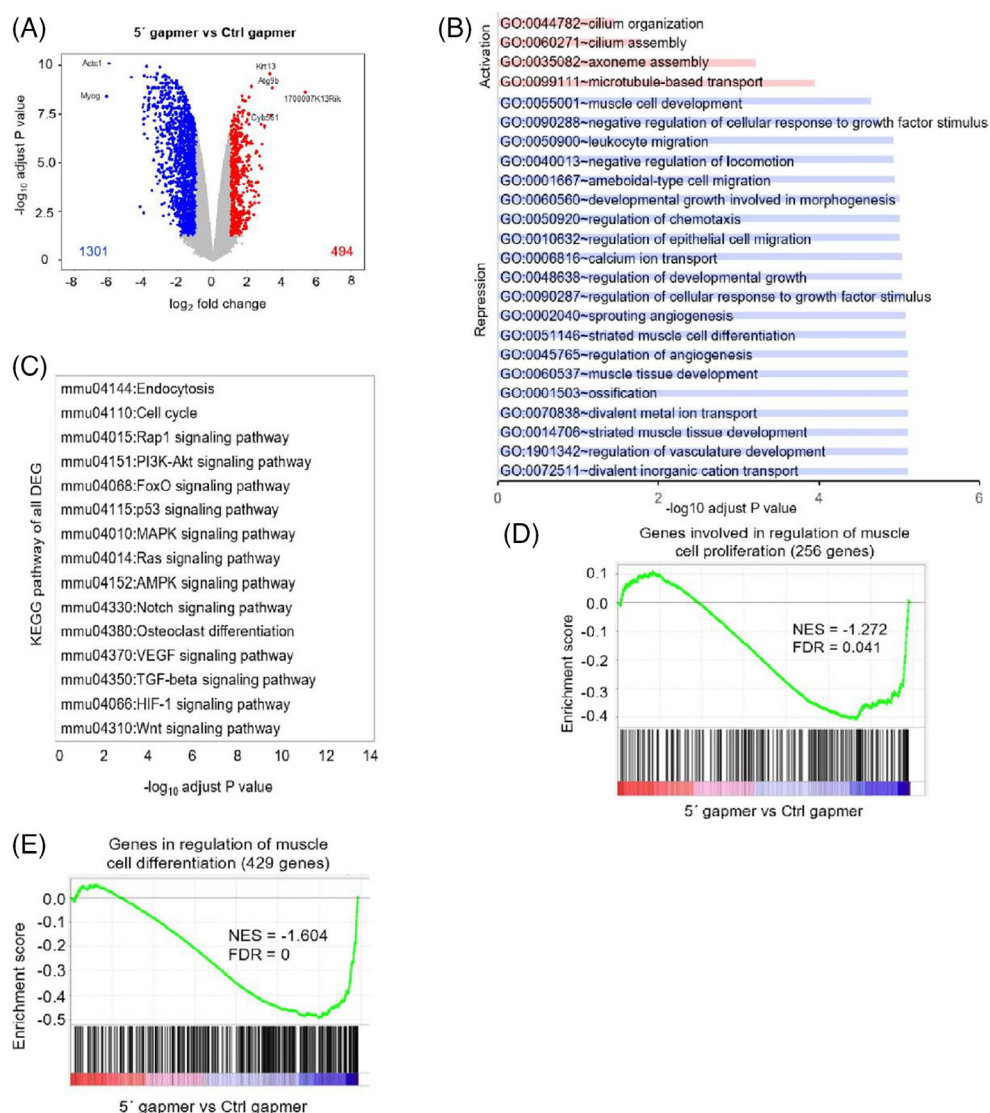 (A)
5´ gapmer vs Ctrl gapmer
-log10 adjust P value
10
7.5
5.0
2.5
0
Actc1
Myog
Krt13
Atg9b
1700007K13Rik
Cyb561
1301
494
-8 -6 -4 -2 0 2 4 6 8
log2 fold change
(B)
Activation
Repression
GO:0044782~cilium organization
GO:0060271~cilium assembly
GO:0035082~axoneme assembly
GO:0099111~microtubule-based transport
GO:0055001~muscle cell development
GO:0090288~negative regulation of cellular response to growth factor stimulus
GO:0050900~leukocyte migration
GO:0040013~negative regulation of locomotion
GO:0001667~ameboidal-type cell migration
GO:0060560~developmental growth involved in morphogenesis
GO:0050920~regulation of chemotaxis
GO:0010632~regulation of epithelial cell migration
GO:0006816~calcium ion transport
GO:0048638~regulation of developmental growth
GO:0090287~regulation of cellular response to growth factor stimulus
GO:0002040~sprouting angiogenesis
GO:0051146~striated muscle cell differentiation
GO:0045765~regulation of angiogenesis
GO:0060537~muscle tissue development
GO:0001503~ossification
GO:0070838~divalent metal ion transport
GO:0014706~striated muscle tissue development
GO:1901342~regulation of vasculature development
GO:0072511~divalent inorganic cation transport
0 2 4 6
-log10 adjust P value
(C)
KEGG pathway of all DEG
mmu04144:Endocytosis
mmu04110:Cell cycle
mmu04015:Rap1 signaling pathway
mmu04151:PI3K-Akt signaling pathway
mmu04068:FoxO signaling pathway
mmu04115:p53 signaling pathway
mmu04010:MAPK signaling pathway
mmu04014:Ras signaling pathway
mmu04152:AMPK signaling pathway
mmu04330:Notch signaling pathway
mmu04380:Osteoclast differentiation
mmu04370:VEGF signaling pathway
mmu04350:TGF-beta signaling pathway
mmu04066:HIF-1 signaling pathway
mmu04310:Wnt signaling pathway
0 2 4 6 8 10 12 14
-log10 adjust P value
(D)
Genes involved in regulation of muscle
cell proliferation (256 genes)
Enrichment score
0.1
0.0
-0.1
-0.2
-0.3
-0.4
NES = -1.272
FDR = 0.041
5´ gapmer vs Ctrl gapmer
(E)
Genes in regulation of muscle
cell differentiation (429 genes)
Enrichment score
0.0
-0.1
-0.2
-0.3
-0.4
-0.5
NES = -1.604
FDR = 0
5´ gapmer vs Ctrl gapmer